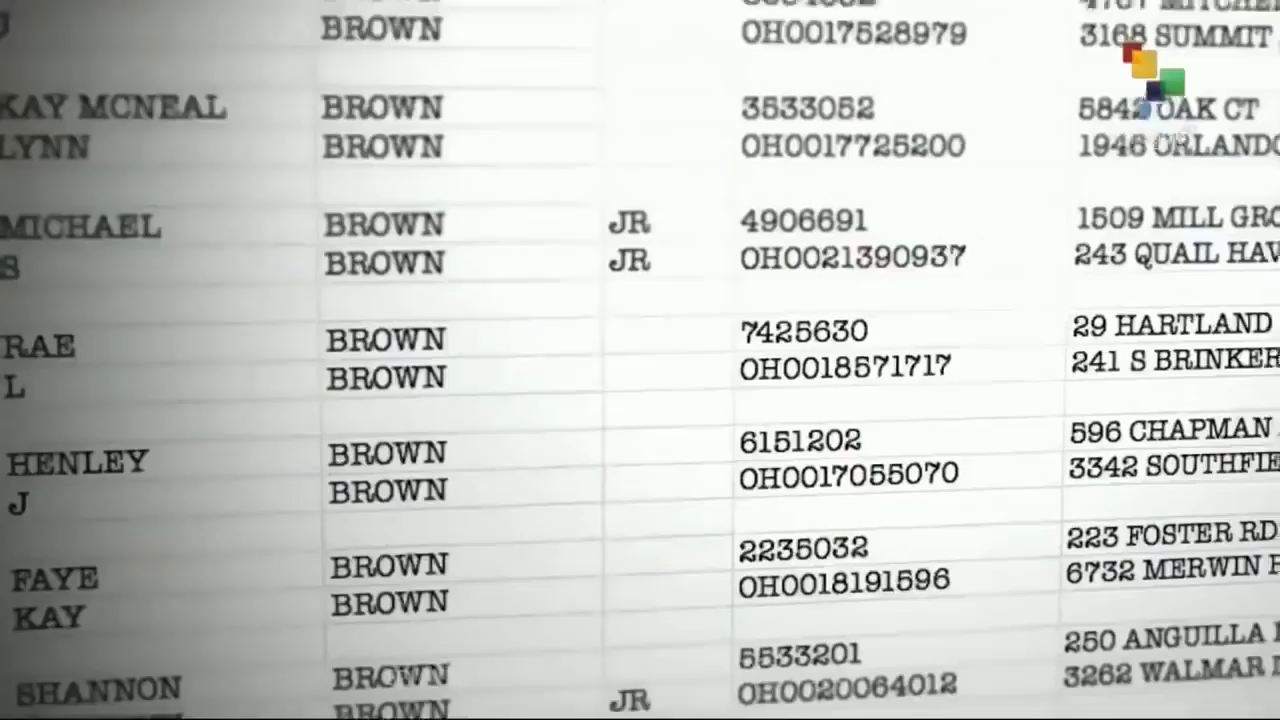 J BROWN OH0017528979 3168 SUMMIT
KAY MCNEAL BROWN 3533052 5842 OAK CT
LYNN BROWN OH0017725200 1946 ORLANDO
MICHAEL BROWN JR 4906691 1509 MILL GRO
S BROWN JR OH0021390937 243 QUAIL HAV
RAE BROWN 7425630 29 HARTLAND
L BROWN OH0018571717 241 S BRINKER
HENLEY BROWN 6151202 596 CHAPMAN
J BROWN OH0017055070 3342 SOUTHFIE
FAYE BROWN 2235032 223 FOSTER RD
KAY BROWN OH0018191596 6732 MERWIN
SHANNON BROWN 5533201 250 ANGUILLA
BROWN JR OH0020064012 3262 WALMAR